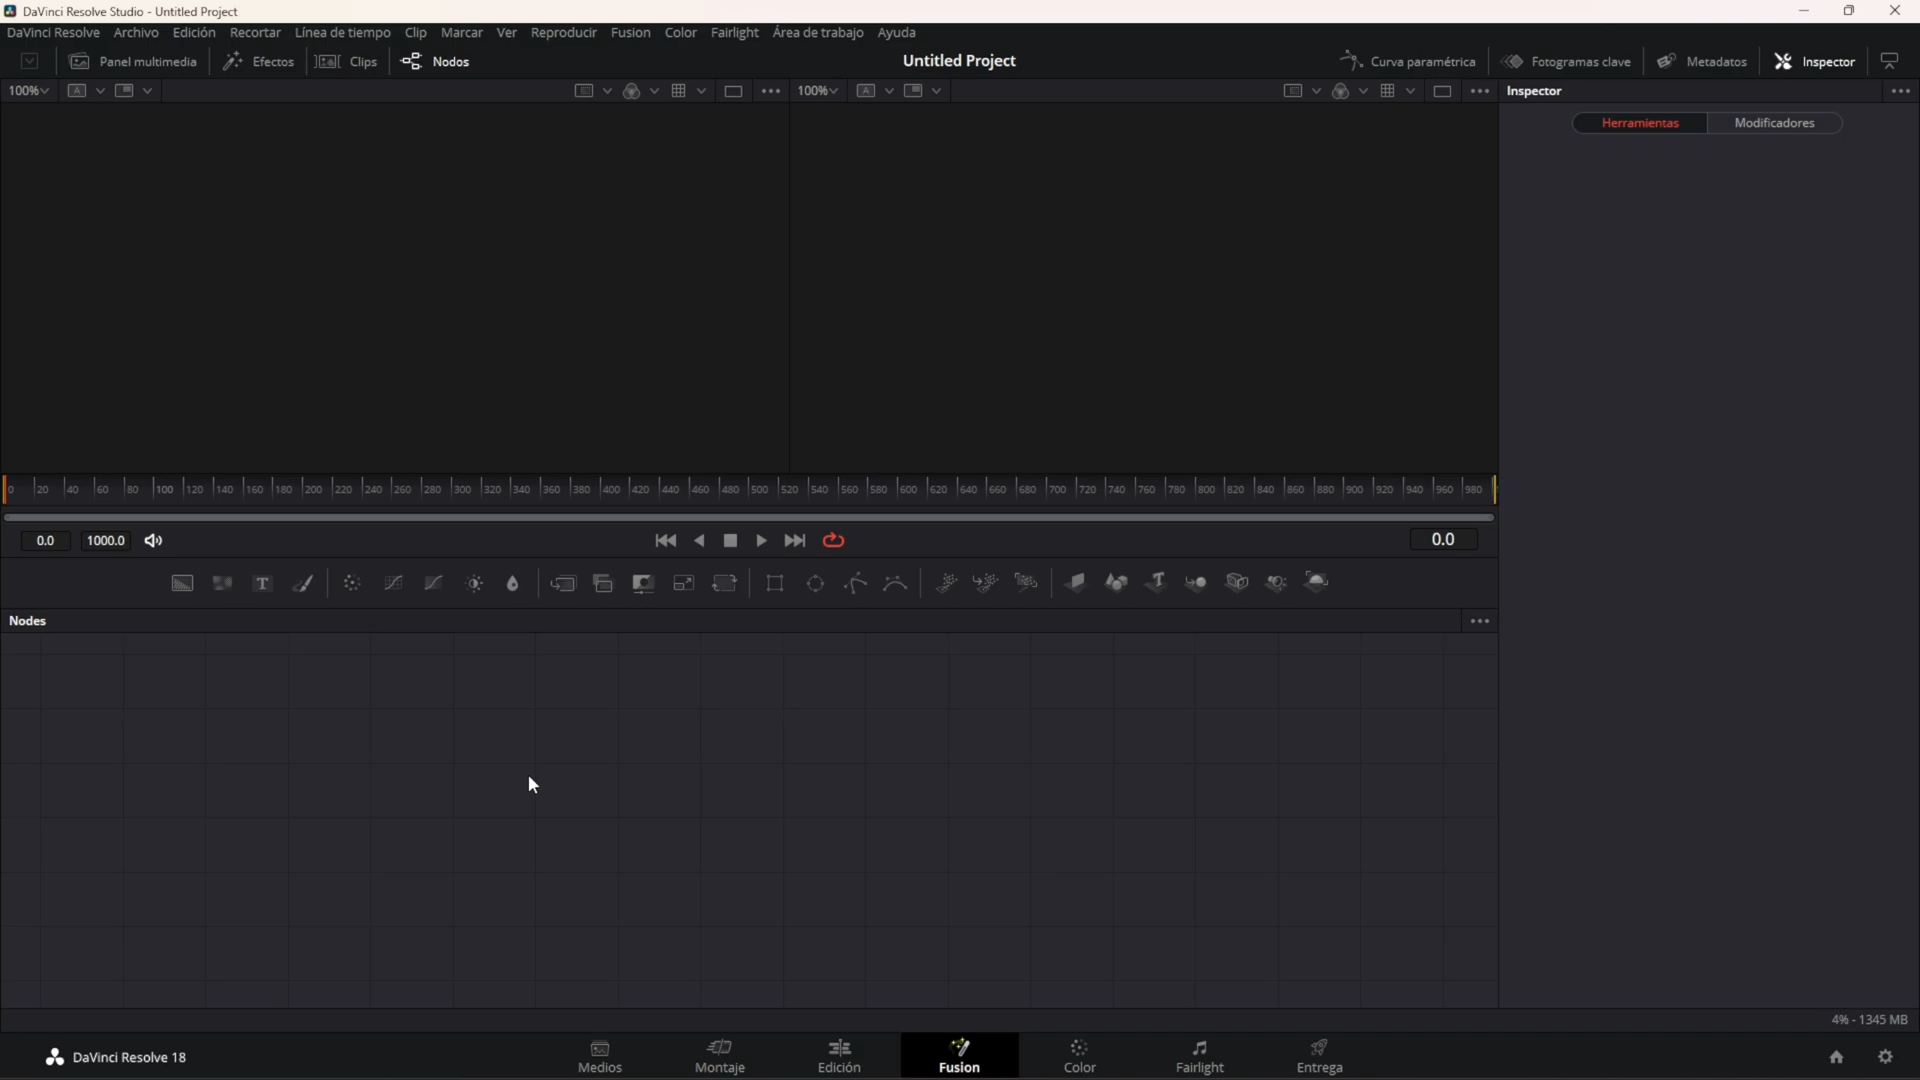 DaVinci Resolve Studio - Untitled Project
DaVinci Resolve Archivo Edición Recortar Línea de tiempo Clip Marcar Ver Reproducir Fusion Color Fairlight Área de trabajo Ayuda
Panel multimedia Efectos Clips Nodos Untitled Project Curva paramétrica Fotogramas clave Metadatos Inspector
100% A 100% A Inspector
Herramientas Modificadores
0 20 40 60 80 100 120 140 160 180 200 220 240 260 280 300 320 340 360 380 400 420 440 460 480 500 520 540 560 580 600 620 640 660 680 700 720 740 760 780 800 820 840 860 880 900 920 940 960 980
0.0 1000.0 0.0
T
Nodes
4% - 1345 MB
DaVinci Resolve 18 Medios Montaje Edición Fusion Color Fairlight Entrega